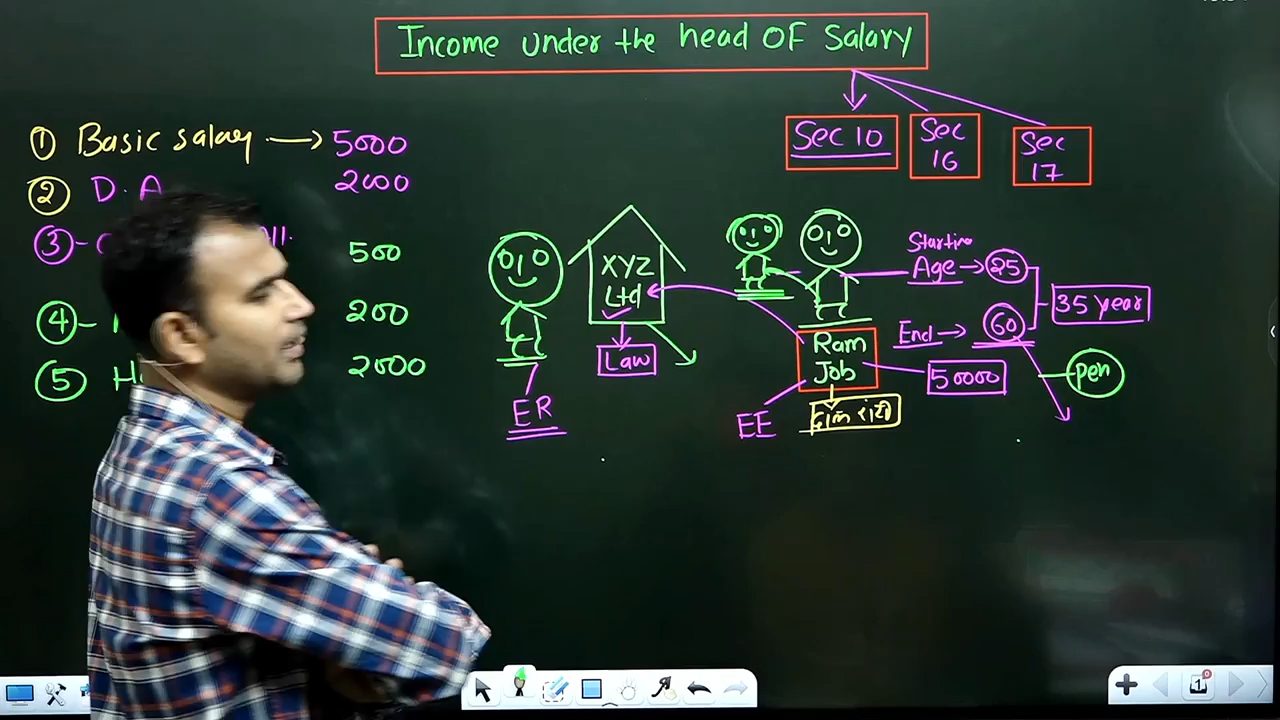 Income under the head OF Salary
Sec 10
Sec 16
Sec 17
① Basic salary → 5000
② D.A 2000
③ - All. 500
④ - 200
⑤ H 2000
XYZ Ltd
Law
ER
Ram Job
EE
50000
Starting Age → 25
End → 60
35 year
Pen
1